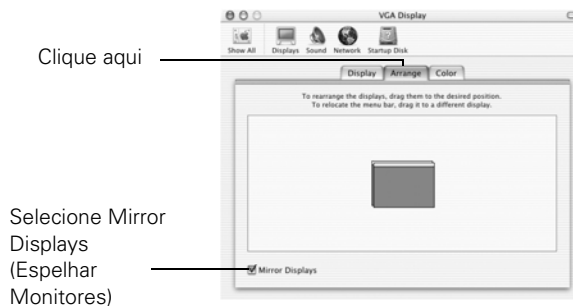 VGA Display
Show All Displays Sound Network Startup Disk
Clique aqui
Display Arrange Color
To rearrange the displays, drag them to the desired position.
To relocate the menu bar, drag it to a different display.
Selecione Mirror
Displays
(Espelhar
Monitores)
Mirror Displays